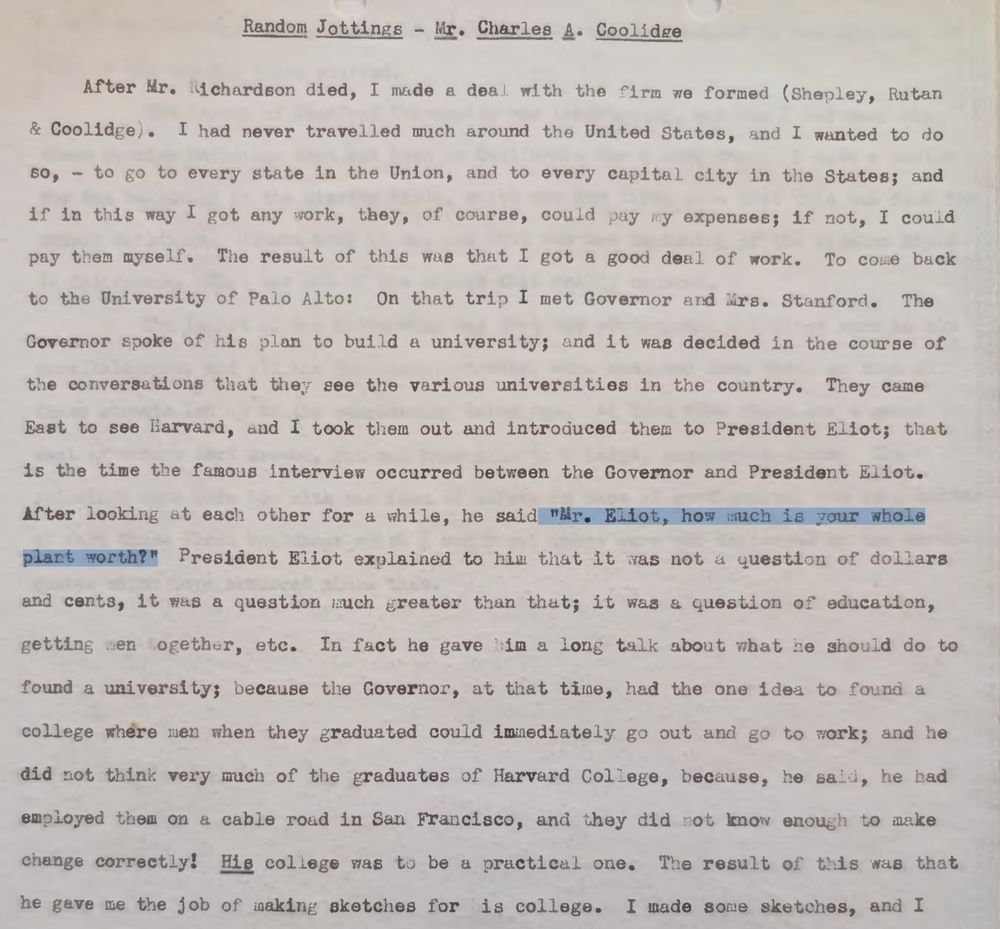 Random Jottings - Mr. Charles A. Coolidge
After Mr. Richardson died, I made a deal with the firm we formed (Shepley, Rutan
& Coolidge). I had never travelled much around the United States, and I wanted to do
so, - to go to every state in the Union, and to every capital city in the States; and
if in this way I got any work, they, of course, could pay my expenses; if not, I could
pay them myself. The result of this was that I got a good deal of work. To come back
to the University of Palo Alto: On that trip I met Governor and Mrs. Stanford. The
Governor spoke of his plan to build a university; and it was decided in the course of
the conversations that they see the various universities in the country. They came
East to see Harvard, and I took them out and introduced them to President Eliot; that
is the time the famous interview occurred between the Governor and President Eliot.
After looking at each other for a while, he said "Mr. Eliot, how much is your whole
plant worth?" President Eliot explained to him that it was not a question of dollars
and cents, it was a question much greater than that; it was a question of education,
getting men together, etc. In fact he gave him a long talk about what he should do to
found a university; because the Governor, at that time, had the one idea to found a
college where men when they graduated could immediately go out and go to work; and he
did not think very much of the graduates of Harvard College, because, he said, he had
employed them on a cable road in San Francisco, and they did not know enough to make
change correctly! His college was to be a practical one. The result of this was that
he gave me the job of making sketches for his college. I made some sketches, and I